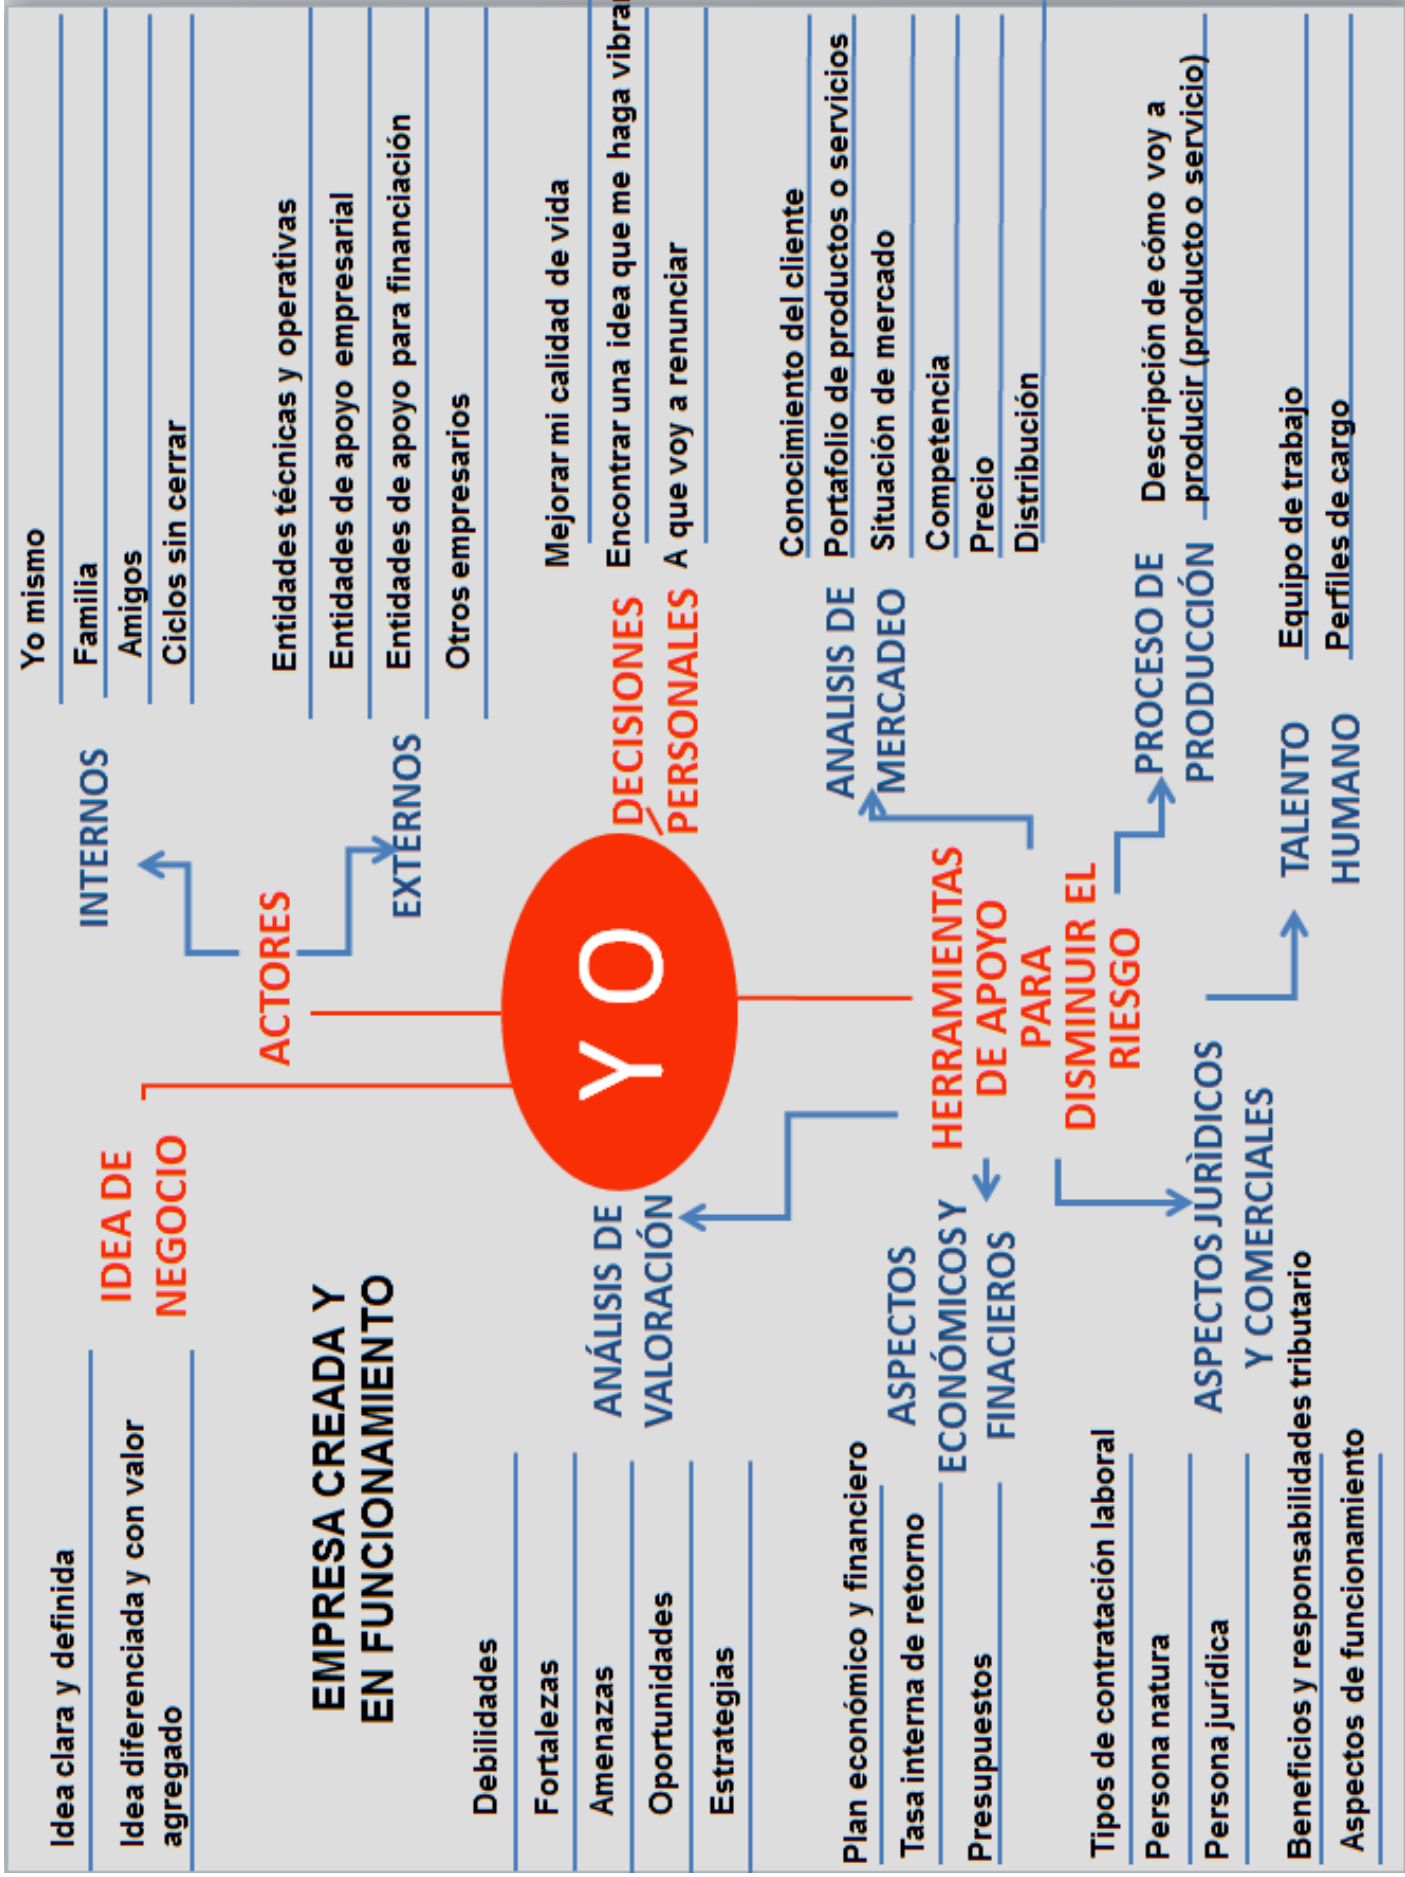 Idea clara y definida
Idea diferenciada y con valor
agregado
IDEA DE
NEGOCIO
EMPRESA CREADA Y
EN FUNCIONAMIENTO
ACTORES
INTERNOS
Yo mismo
Familia
Amigos
Ciclos sin cerrar
EXTERNOS
Entidades técnicas y operativas
Entidades de apoyo empresarial
Entidades de apoyo para financiación
Otros empresarios
YO
DECISIONES
PERSONALES
Mejorar mi calidad de vida
Encontrar una idea que me haga vibrar
A que voy a renunciar
Debilidades
Fortalezas
Amenazas
Oportunidades
Estrategias
ANÁLISIS DE
VALORACIÓN
HERRAMIENTAS
DE APOYO
PARA
DISMINUIR EL
RIESGO
ANALISIS DE
MERCADEO
Conocimiento del cliente
Portafolio de productos o servicios
Situación de mercado
Competencia
Precio
Distribución
Plan económico y financiero
Tasa interna de retorno
Presupuestos
ASPECTOS
ECONÓMICOS Y
FINACIEROS
PROCESO DE
PRODUCCIÓN
Descripción de cómo voy a
producir (producto o servicio)
Tipos de contratación laboral
Persona natura
Persona jurídica
Beneficios y responsabilidades tributario
Aspectos de funcionamiento
ASPECTOS JURÌDICOS
Y COMERCIALES
TALENTO
HUMANO
Equipo de trabajo
Perfiles de cargo